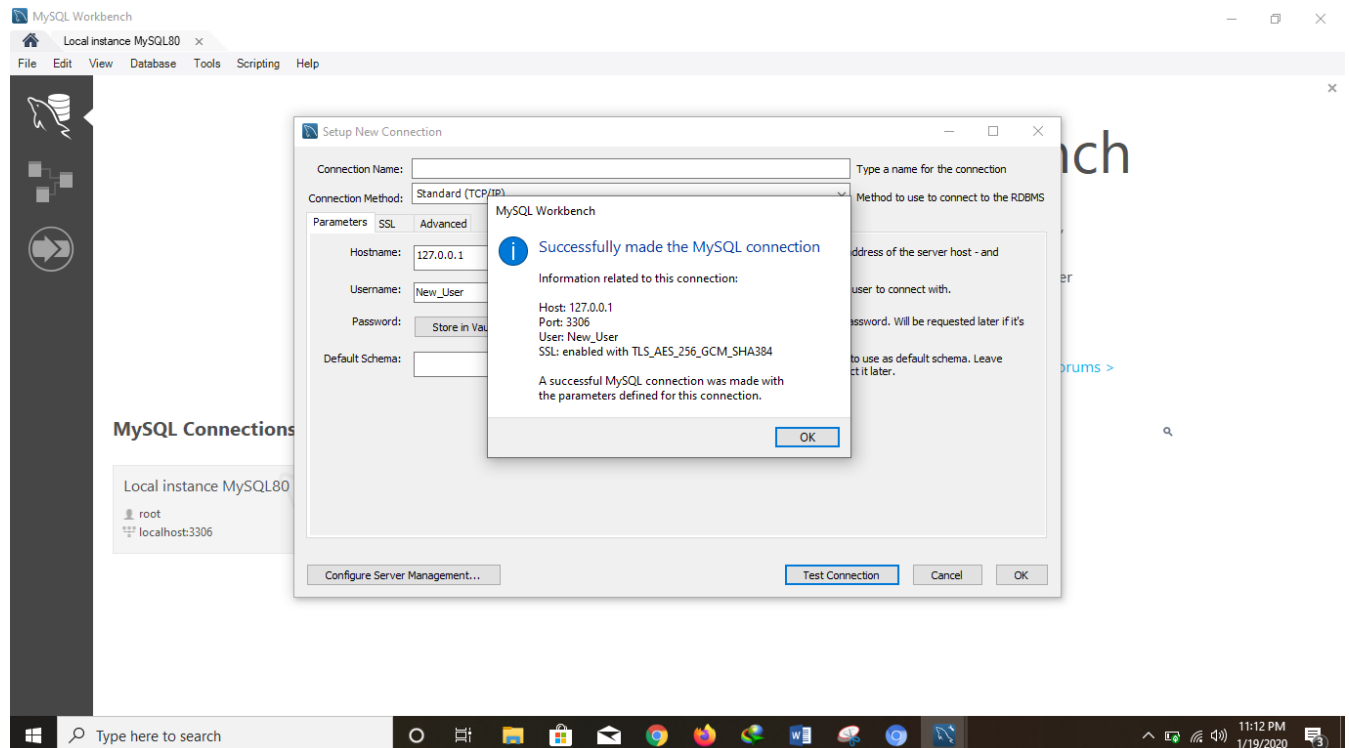 MySQL Workbench
Local instance MySQL80
File Edit View Database Tools Scripting Help
Setup New Connection
Connection Name:
Type a name for the connection
Connection Method: Standard (TCP/IP)
Method to use to connect to the RDBMS
Parameters SSL Advanced
Hostname: 127.0.0.1
address of the server host - and
Username: New_User
user to connect with.
Password: Store in Vau
assword. Will be requested later if it's
Default Schema:
to use as default schema. Leave
ct it later.
MySQL Workbench
Successfully made the MySQL connection
Information related to this connection:
Host: 127.0.0.1
Port: 3306
User: New_User
SSL: enabled with TLS_AES_256_GCM_SHA384
A successful MySQL connection was made with
the parameters defined for this connection.
OK
Configure Server Management...
Test Connection Cancel OK
nch
er
orums >
MySQL Connections
Local instance MySQL80
root
localhost:3306
Type here to search
11:12 PM
1/19/2020
3